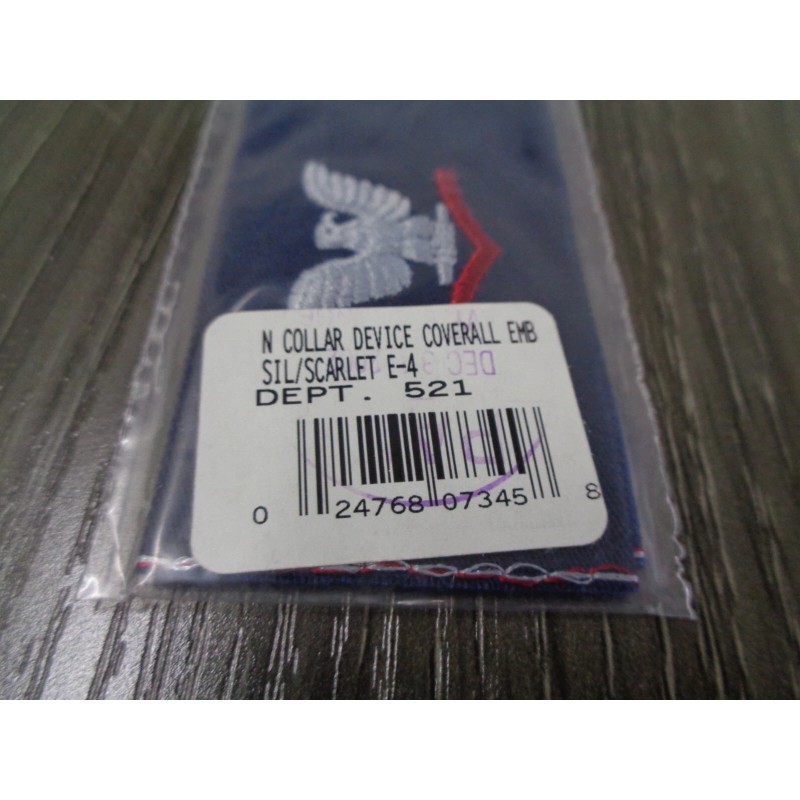 N COLLAR DEVICE COVERALL EMB
SIL/SCARLET E-4
DEPT. 521
0 24768 07345 8